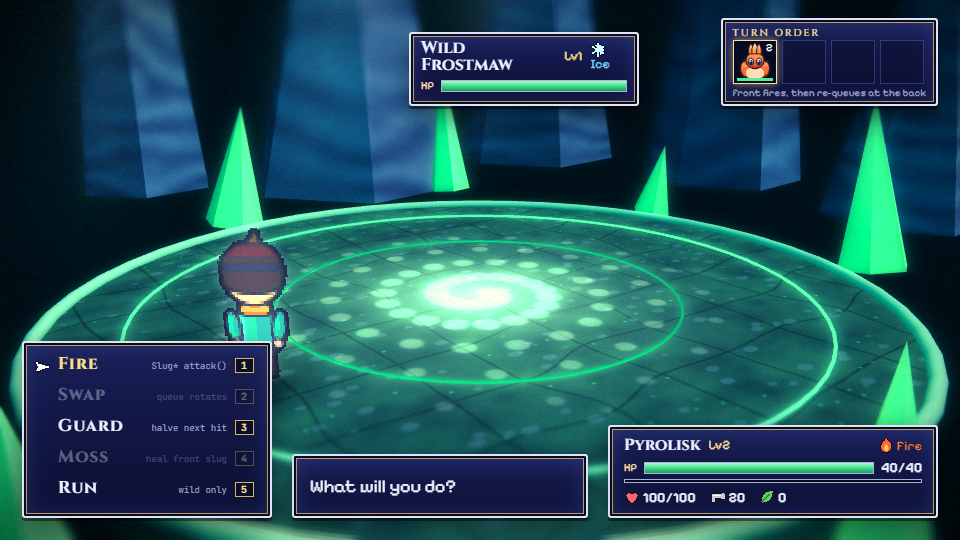 WILD FROSTMAW
Lv1
Ice
HP
TURN ORDER
2
front fires, then re-queues at the back
FIRE Slug* attack() 1
SWAP queue rotates 2
GUARD halve next hit 3
MOSS heal front slug 4
RUN wild only 5
What will you do?
PYROLISK Lv2 Fire
HP 40/40
100/100 20 0